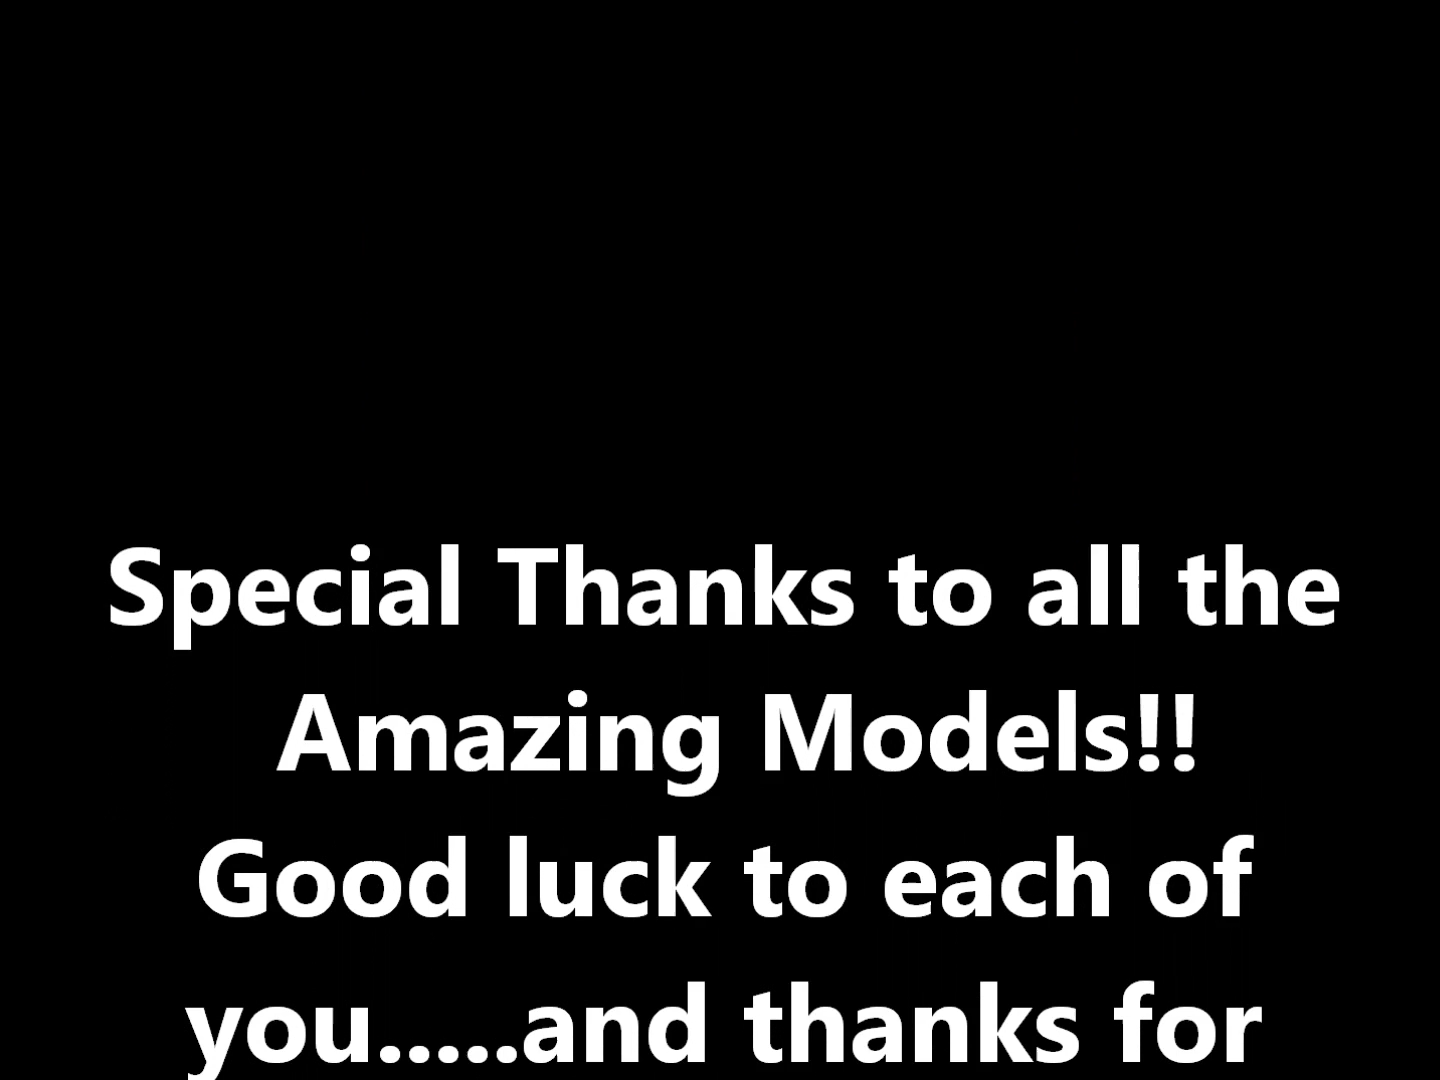 Special Thanks to all the
Amazing Models!!
Good luck to each of
you.....and thanks for